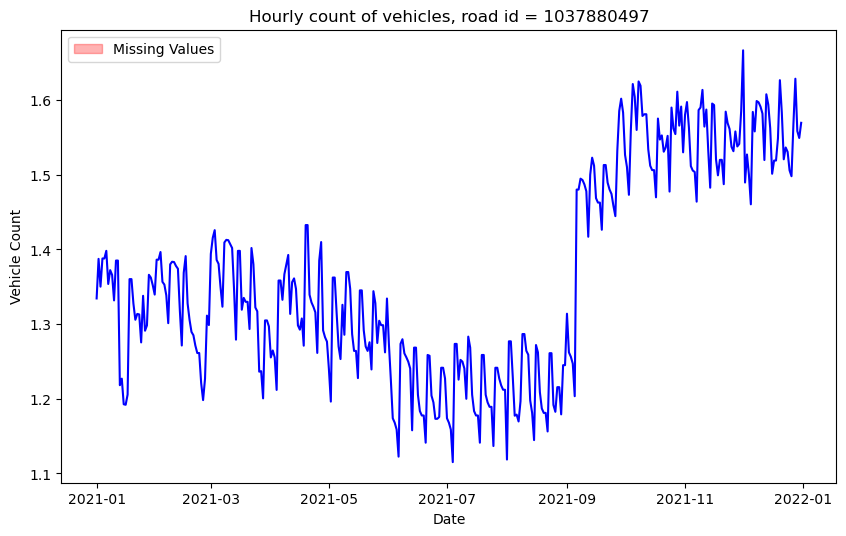 Hourly count of vehicles, road id = 1037880497
Missing Values
Vehicle Count
1.6
1.5
1.4
1.3
1.2
1.1
2021-01 2021-03 2021-05 2021-07 2021-09 2021-11 2022-01
Date